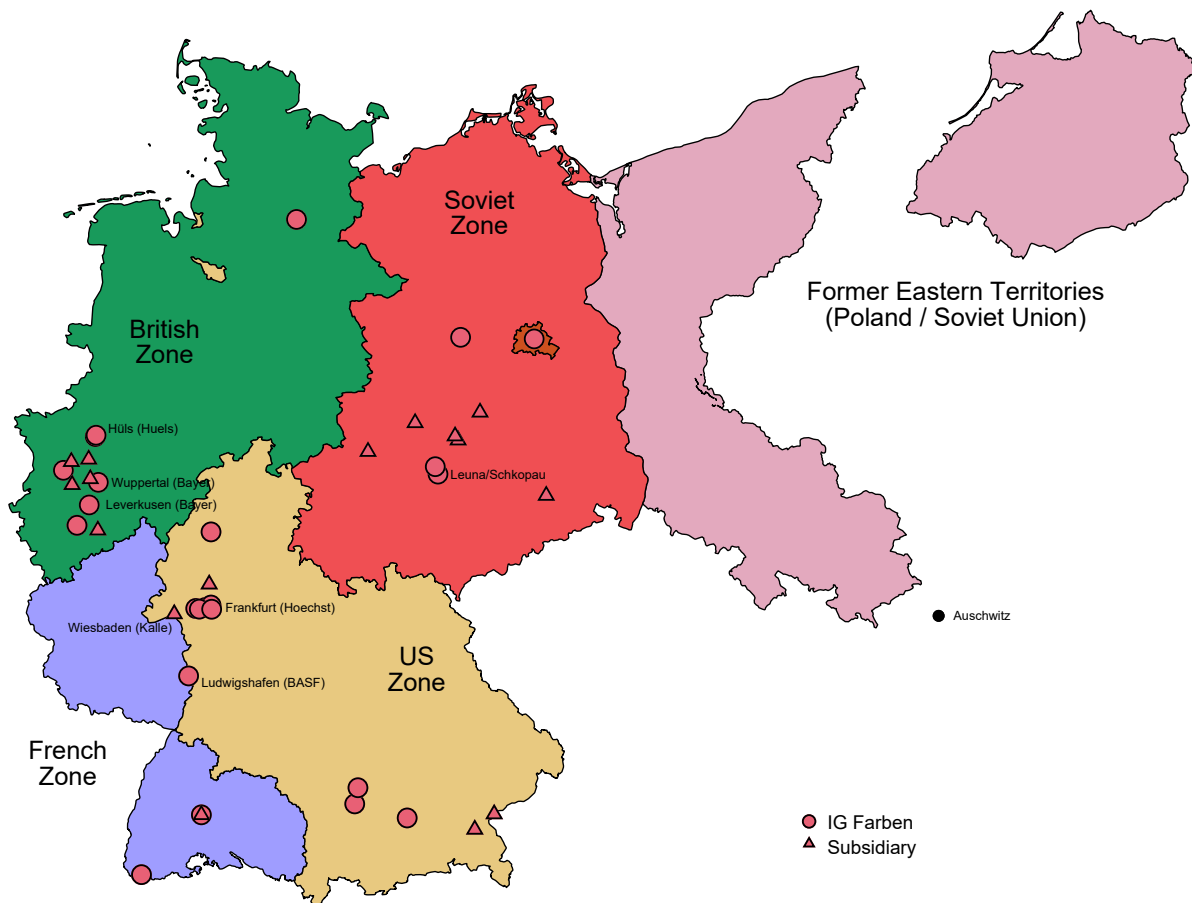 Soviet
Zone
Former Eastern Territories
(Poland / Soviet Union)
British
Zone
Hüls (Huels)
Wuppertal (Bayer)
Leuna/Schkopau
Leverkusen (Bayer)
Frankfurt (Hoechst)
Auschwitz
Wiesbaden (Kalle)
US
Zone
Ludwigshafen (BASF)
French
Zone
IG Farben
Subsidiary